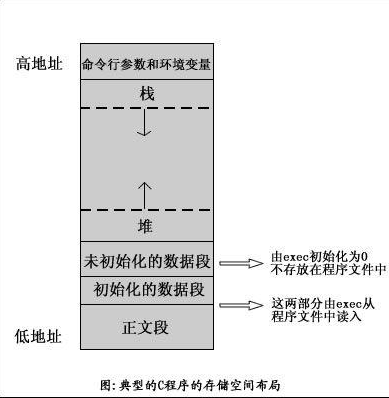 高地址
命令行参数和环境变量
栈
堆
未初始化的数据段
由exec初始化为0
不存放在程序文件中
初始化的数据段
这两部分由exec从
程序文件中读入
正文段
低地址
图:典型的C程序的存储空间布局